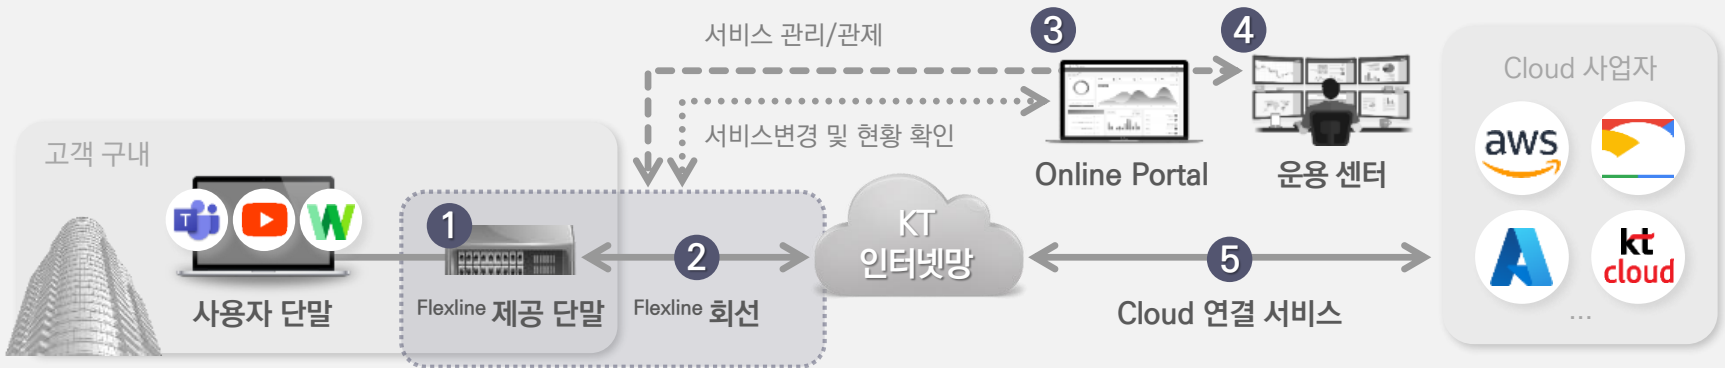 서비스 관리/관제
3
4
Cloud 사업자
서비스변경 및 현황 확인
고객 구내
Online Portal
운용 센터
aws
T
1
2
KT
인터넷망
5
kt
cloud
사용자 단말
Flexline 제공 단말
Flexline 회선
Cloud 연결 서비스
...